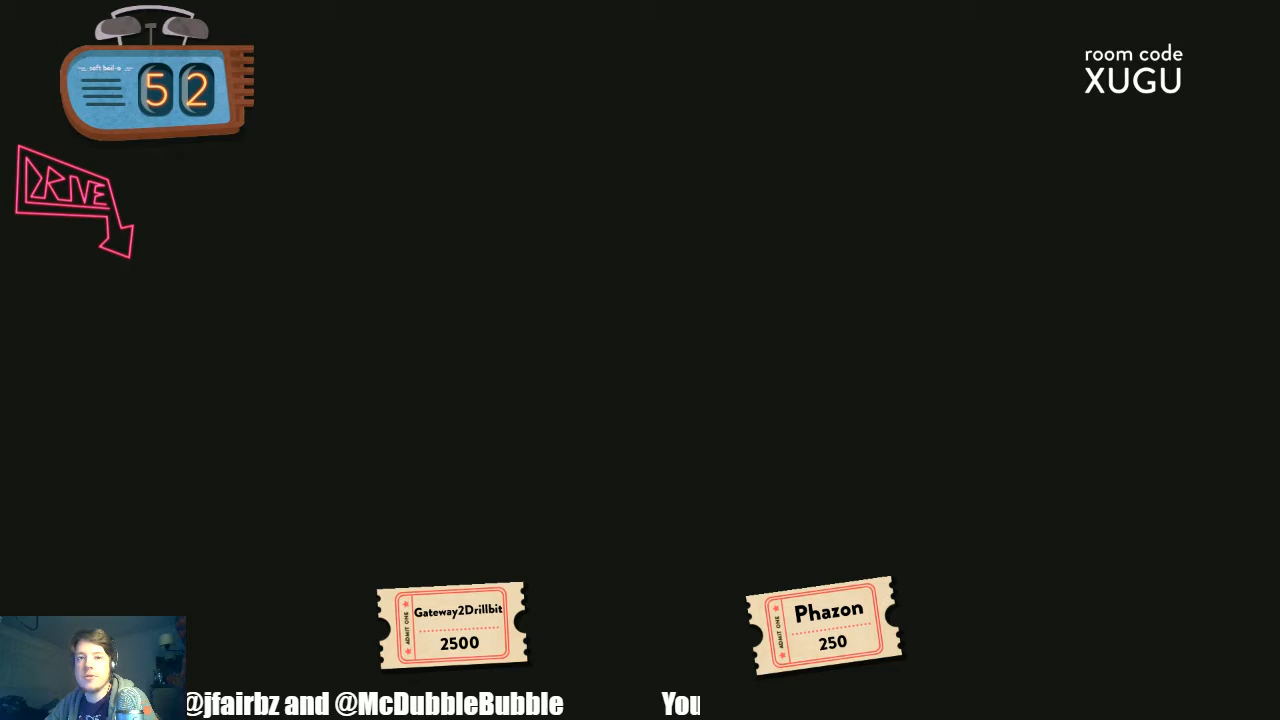 soft boil-o
52
room code
XUGU
DRIVE
ADMIT ONE
Gateway2Drillbit
2500
ADMIT ONE
Phazon
250
@jfairbz and @McDubbleBubble You